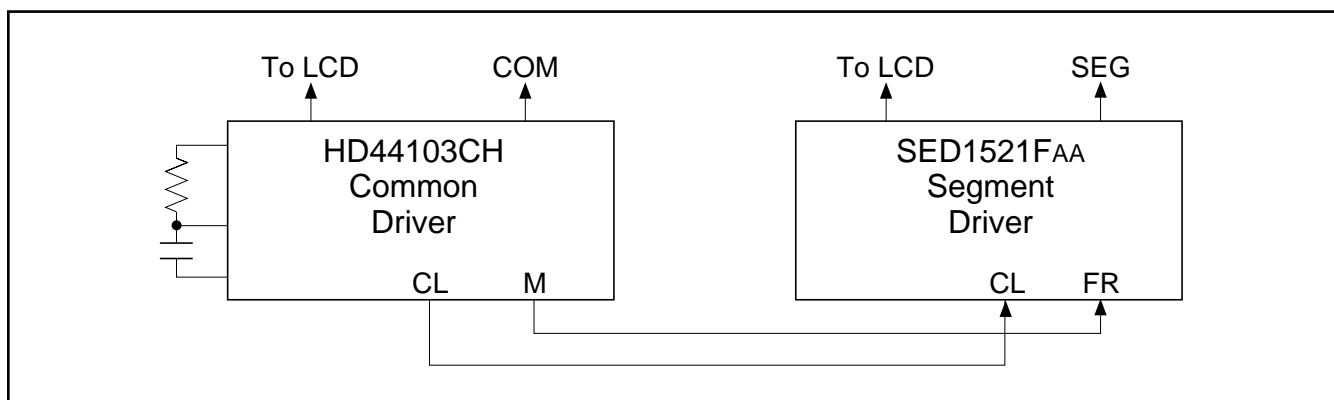 To LCD COM
HD44103CH
Common
Driver
CL M
To LCD SEG
SED1521FAA
Segment
Driver
CL FR